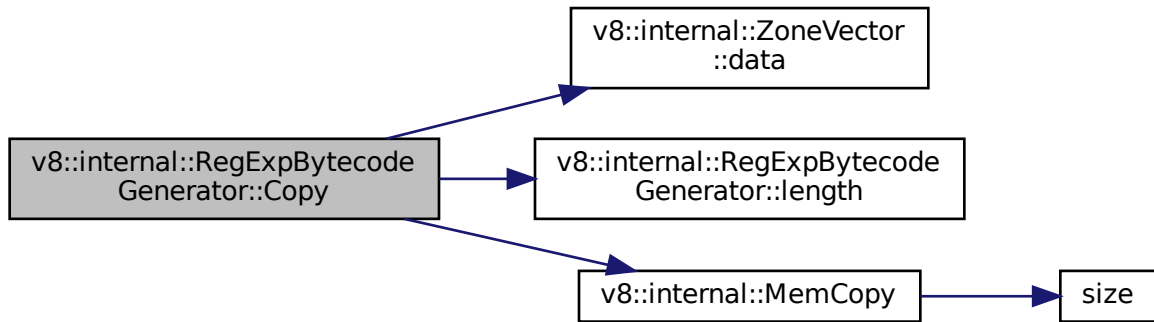 v8::internal::ZoneVector
::data
v8::internal::RegExpBytecode
Generator::Copy
v8::internal::RegExpBytecode
Generator::length
v8::internal::MemCopy
size